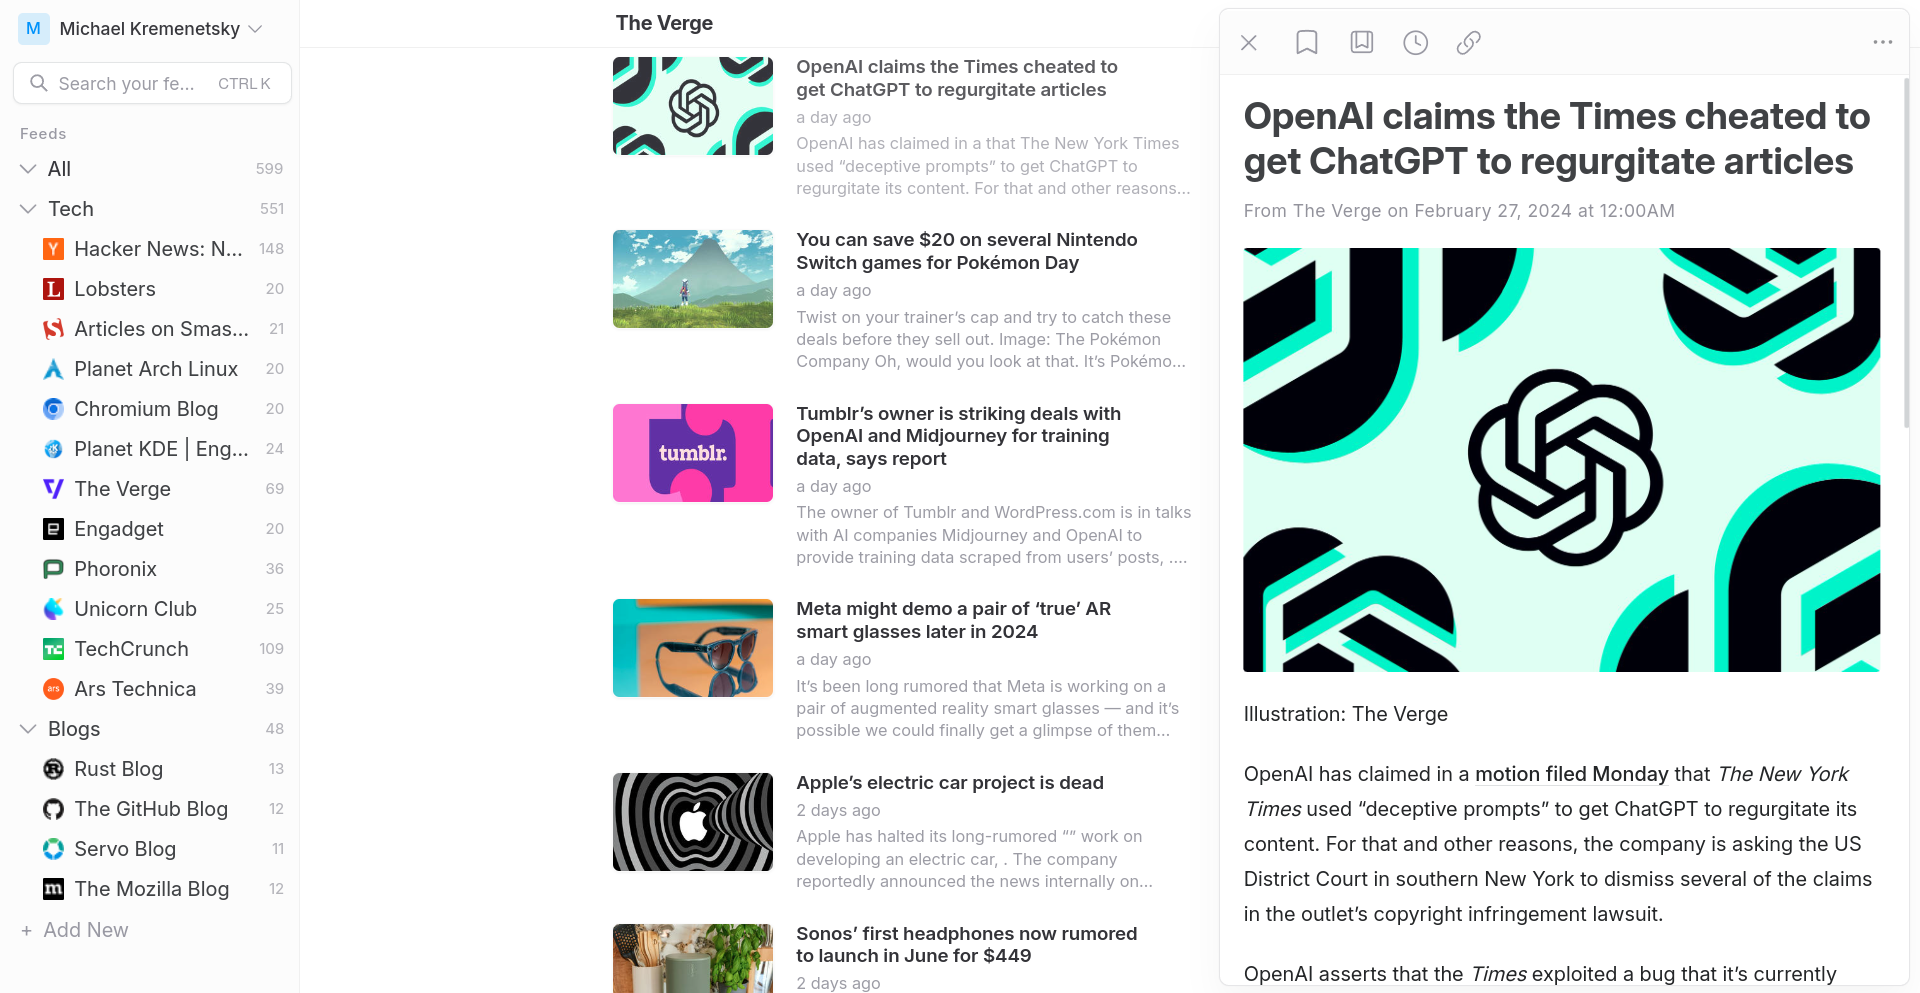 M
Michael Kremenetsky
Search your fe...
CTRL K
Feeds
All 599
Tech 551
Hacker News: N... 148
Lobsters 20
Articles on Smas... 21
Planet Arch Linux 20
Chromium Blog 20
Planet KDE | Eng... 24
The Verge 69
Engadget 20
Phoronix 36
Unicorn Club 25
TechCrunch 109
Ars Technica 39
Blogs 48
Rust Blog 13
The GitHub Blog 12
Servo Blog 11
The Mozilla Blog 12
+ Add New
The Verge
OpenAI claims the Times cheated to
get ChatGPT to regurgitate articles
a day ago
OpenAI has claimed in a that The New York Times
used “deceptive prompts” to get ChatGPT to
regurgitate its content. For that and other reasons...
You can save $20 on several Nintendo
Switch games for Pokémon Day
a day ago
Twist on your trainer’s cap and try to catch these
deals before they sell out. Image: The Pokémon
Company Oh, would you look at that. It’s Pokémo...
tumblr.
Tumblr’s owner is striking deals with
OpenAI and Midjourney for training
data, says report
a day ago
The owner of Tumblr and WordPress.com is in talks
with AI companies Midjourney and OpenAI to
provide training data scraped from users’ posts, ....
Meta might demo a pair of ‘true’ AR
smart glasses later in 2024
a day ago
It’s been long rumored that Meta is working on a
pair of augmented reality smart glasses — and it’s
possible we could finally get a glimpse of them...
Apple’s electric car project is dead
2 days ago
Apple has halted its long-rumored “” work on
developing an electric car, . The company
reportedly announced the news internally on...
Sonos’ first headphones now rumored
to launch in June for $449
2 days ago
OpenAI claims the Times cheated to
get ChatGPT to regurgitate articles
From The Verge on February 27, 2024 at 12:00AM
Illustration: The Verge
OpenAI has claimed in a motion filed Monday that The New York
Times used “deceptive prompts” to get ChatGPT to regurgitate its
content. For that and other reasons, the company is asking the US
District Court in southern New York to dismiss several of the claims
in the outlet’s copyright infringement lawsuit.
OpenAI asserts that the Times exploited a bug that it’s currently